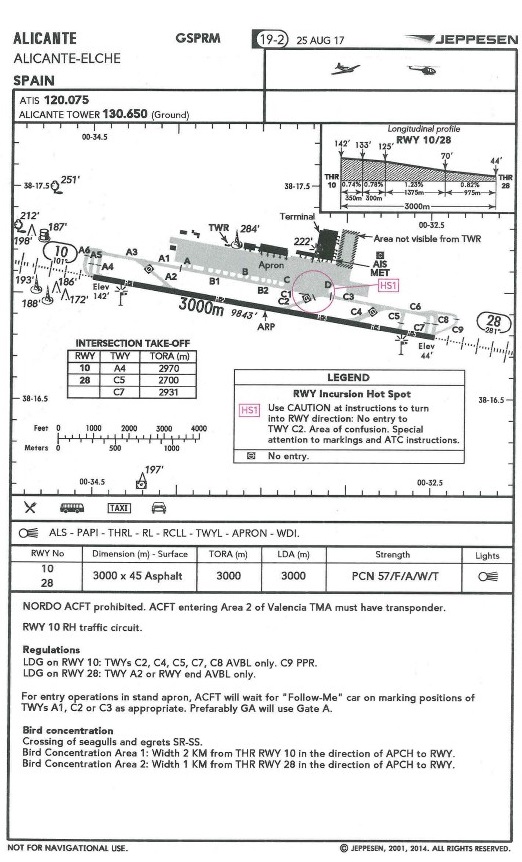 ALICANTE GSPRM 19-2 25 AUG 17 JEPPESEN
ALICANTE-ELCHE
SPAIN
ATIS 120.075
ALICANTE TOWER 130.650 (Ground)
00-34.5
Longitudinal profile
RWY 10/28
142' 133' 125' 70' 44'
THR 10 0.74% 0.78% 1.23% 0.82% THR 28
350m 300m 1375m 975m
3000m
38-17.5 251' 38-17.5
00-32.5
212' 187' 198'
TWR 284' Terminal 222' Area not visible from TWR
10 101° A6 A5 A3 A1 A Apron AIS MET
A4 A2 B1 B B2 C D HS1
193' 186' 188' 172'
Elev 142' C1 C2 C3 C6
3000m 9843' C4 C5 C7 C8 C9 28 281°
ARP Elev 44'
INTERSECTION TAKE-OFF
RWY TWY TORA (m)
10 A4 2970
28 C5 2700
C7 2931
LEGEND
RWY Incursion Hot Spot
HS1 Use CAUTION at instructions to turn
into RWY direction: No entry to
TWY C2. Area of confusion. Special
attention to markings and ATC instructions.
No entry.
38-16.5 38-16.5
Feet 0 1000 2000 3000 4000
Meters 0 500 1000
00-34.5 197' 00-32.5
TAXI
ALS - PAPI - THRL - RL - RCLL - TWYL - APRON - WDI.
RWY No Dimension (m) - Surface TORA (m) LDA (m) Strength Lights
10
28 3000 x 45 Asphalt 3000 3000 PCN 57/F/A/W/T
NORDO ACFT prohibited. ACFT entering Area 2 of Valencia TMA must have transponder.
RWY 10 RH traffic circuit.
Regulations
LDG on RWY 10: TWYs C2, C4, C5, C7, C8 AVBL only. C9 PPR.
LDG on RWY 28: TWY A2 or RWY end AVBL only.
For entry operations in stand apron, ACFT will wait for "Follow-Me" car on marking positions of
TWYs A1, C2 or C3 as appropriate. Prefarably GA will use Gate A.
Bird concentration
Crossing of seagulls and egrets SR-SS.
Bird Concentration Area 1: Width 2 KM from THR RWY 10 in the direction of APCH to RWY.
Bird Concentration Area 2: Width 1 KM from THR RWY 28 in the direction of APCH to RWY.
NOT FOR NAVIGATIONAL USE. © JEPPESEN, 2001, 2014. ALL RIGHTS RESERVED.